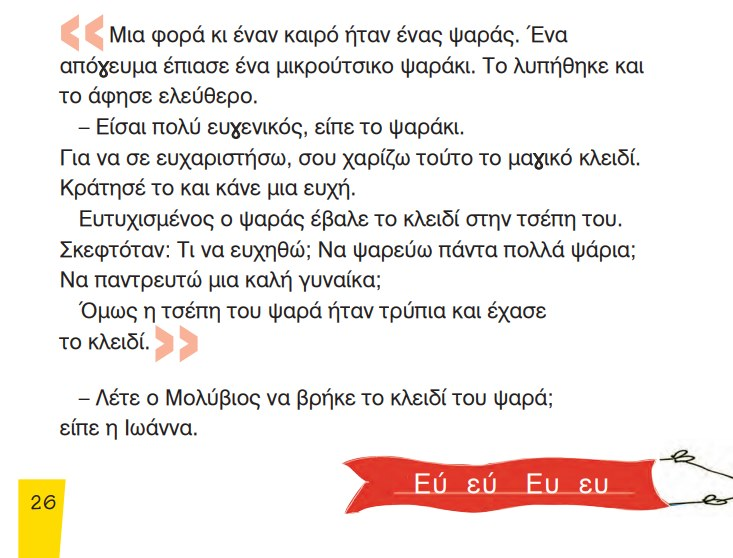 « Μια φορά κι έναν καιρό ήταν ένας ψαράς. Ένα
απόγευμα έπιασε ένα μικρούτσικο ψαράκι. Το λυπήθηκε και
το άφησε ελεύθερο.
– Είσαι πολύ ευγενικός, είπε το ψαράκι.
Για να σε ευχαριστήσω, σου χαρίζω τούτο το μαγικό κλειδί.
Κράτησέ το και κάνε μια ευχή.
Ευτυχισμένος ο ψαράς έβαλε το κλειδί στην τσέπη του.
Σκεφτόταν: Τι να ευχηθώ; Να ψαρεύω πάντα πολλά ψάρια;
Να παντρευτώ μια καλή γυναίκα;
Όμως η τσέπη του ψαρά ήταν τρύπια και έχασε
το κλειδί. »
– Λέτε ο Μολύβιος να βρήκε το κλειδί του ψαρά;
είπε η Ιωάννα.
Εύ εύ Ευ ευ
26